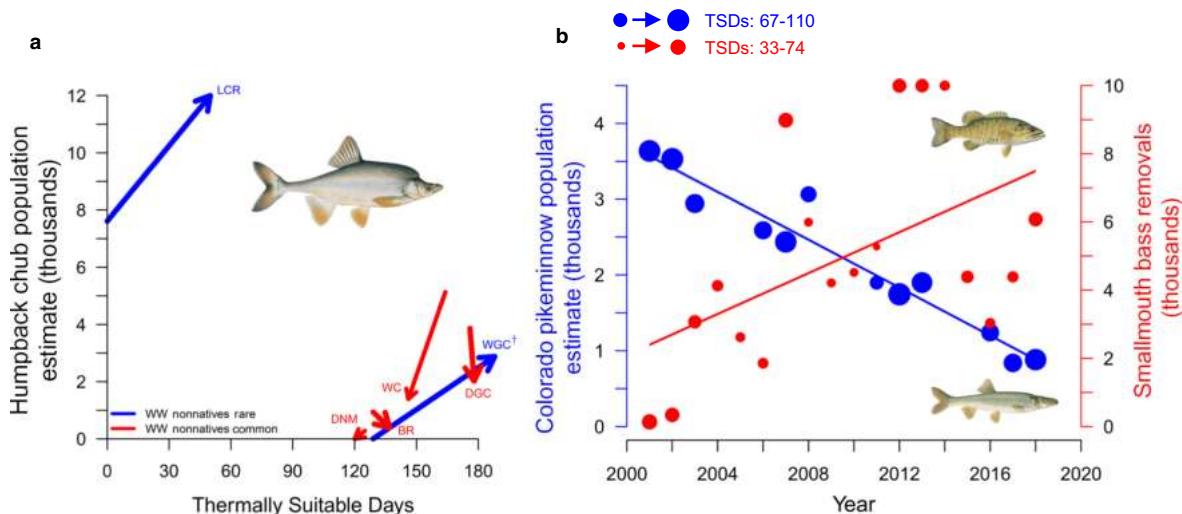 a
Humpback chub population
estimate (thousands)
12
10
8
6
4
2
0
LCR
WGC†
WC
DGC
DNM
BR
WW nonnatives rare
WW nonnatives common
0 30 60 90 120 150 180
Thermally Suitable Days
b
TSDs: 67-110
TSDs: 33-74
Colorado pikeminnow population
estimate (thousands)
4
3
2
1
0
10
8
6
4
2
0
Smallmouth bass removals
(thousands)
2000 2004 2008 2012 2016 2020
Year